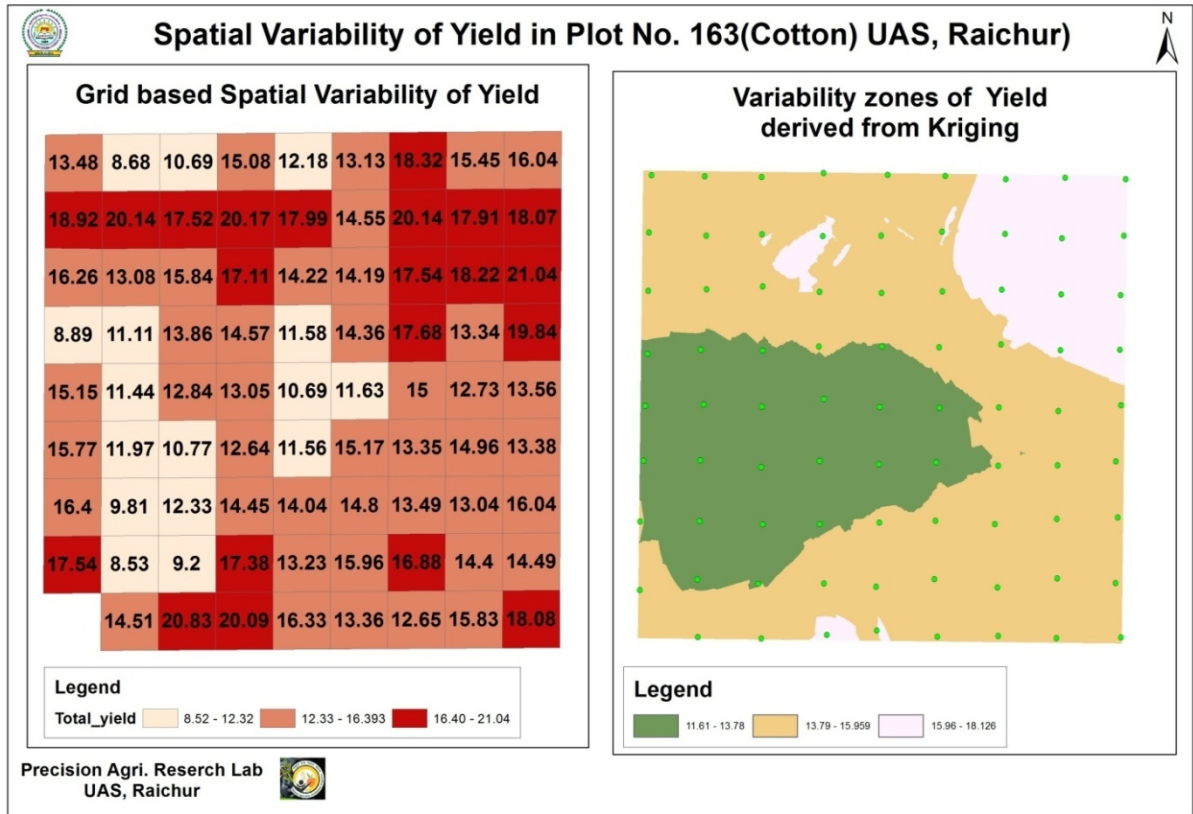 Spatial Variability of Yield in Plot No. 163(Cotton) UAS, Raichur)
N
Grid based Spatial Variability of Yield
13.48 8.68 10.69 15.08 12.18 13.13 18.32 15.45 16.04
18.92 20.14 17.52 20.17 17.99 14.55 20.14 17.91 18.07
16.26 13.08 15.84 17.11 14.22 14.19 17.54 18.22 21.04
8.89 11.11 13.86 14.57 11.58 14.36 17.68 13.34 19.84
15.15 11.44 12.84 13.05 10.69 11.63 15 12.73 13.56
15.77 11.97 10.77 12.64 11.56 15.17 13.35 14.96 13.38
16.4 9.81 12.33 14.45 14.04 14.8 13.49 13.04 16.04
17.54 8.53 9.2 17.38 13.23 15.96 16.88 14.4 14.49
14.51 20.83 20.09 16.33 13.36 12.65 15.83 18.08
Legend
Total_yield 8.52 - 12.32 12.33 - 16.393 16.40 - 21.04
Variability zones of Yield
derived from Kriging
Legend
11.61 - 13.78 13.79 - 15.959 15.96 - 18.126
Precision Agri. Reserch Lab
UAS, Raichur